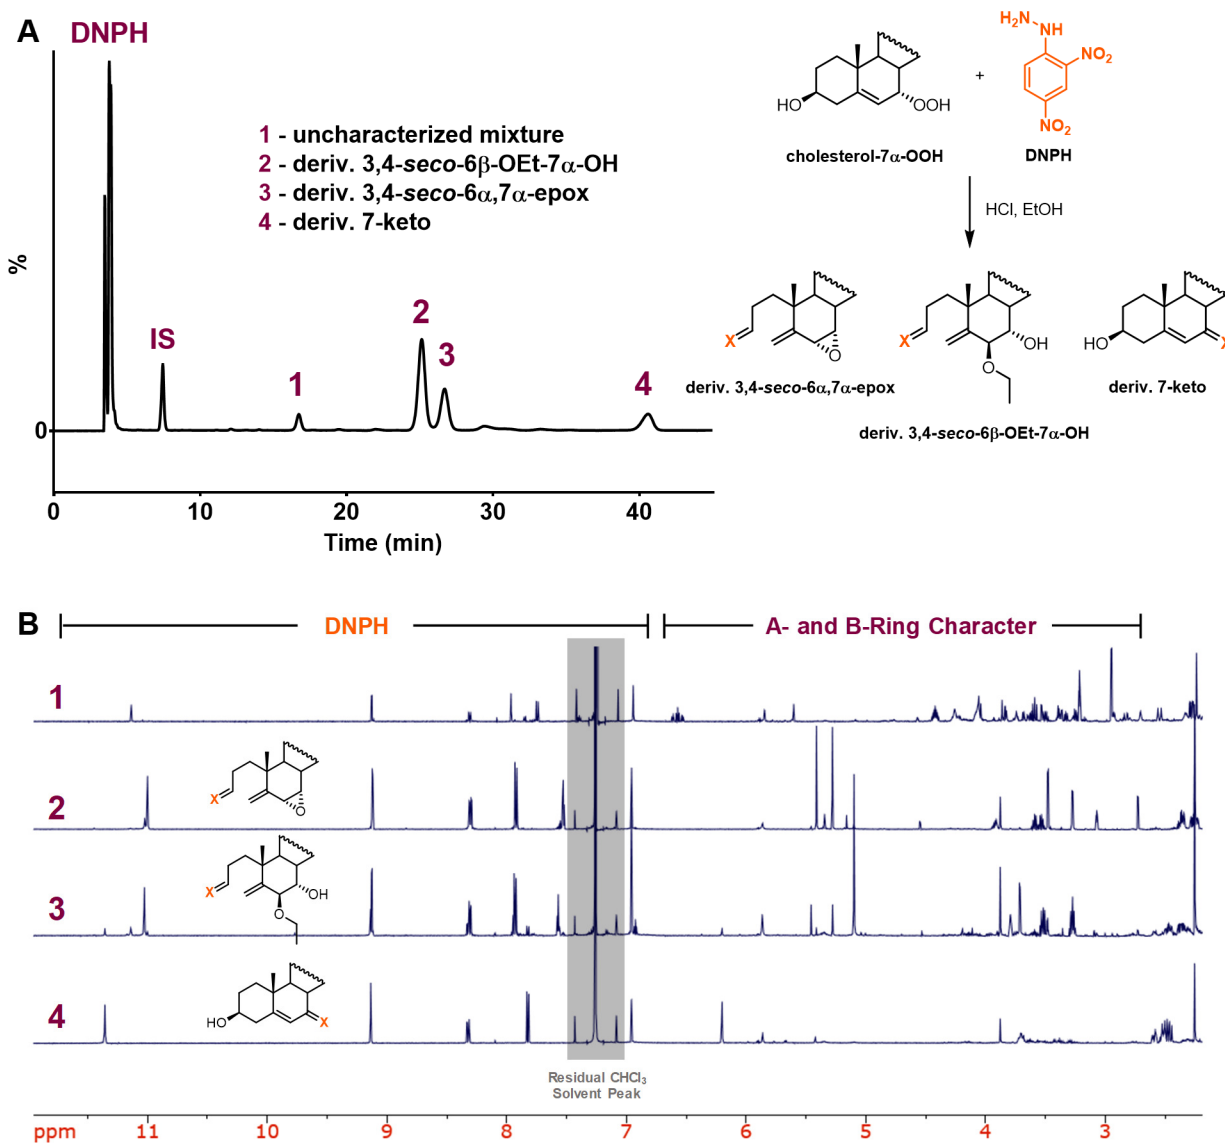 A
DNPH
1 - uncharacterized mixture
2 - deriv. 3,4-seco-6β-OEt-7α-OH
3 - deriv. 3,4-seco-6α,7α-epox
4 - deriv. 7-keto
%
IS
1
2
3
4
0
0 10 20 30 40
Time (min)
HO
OOH
+
H2N
NH
NO2
NO2
cholesterol-7α-OOH
DNPH
HCl, EtOH
X
O
X
OH
O
HO
X
deriv. 3,4-seco-6α,7α-epox
deriv. 7-keto
deriv. 3,4-seco-6β-OEt-7α-OH
B
DNPH
A- and B-Ring Character
1
2
X
O
3
X
OH
O
4
HO
X
Residual CHCl3
Solvent Peak
ppm 11 10 9 8 7 6 5 4 3